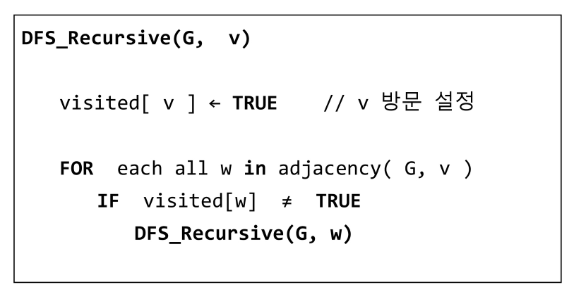 DFS_Recursive(G, v)
visited[ v ] ← TRUE // v 방문 설정
FOR each all w in adjacency( G, v )
IF visited[w] ≠ TRUE
DFS_Recursive(G, w)